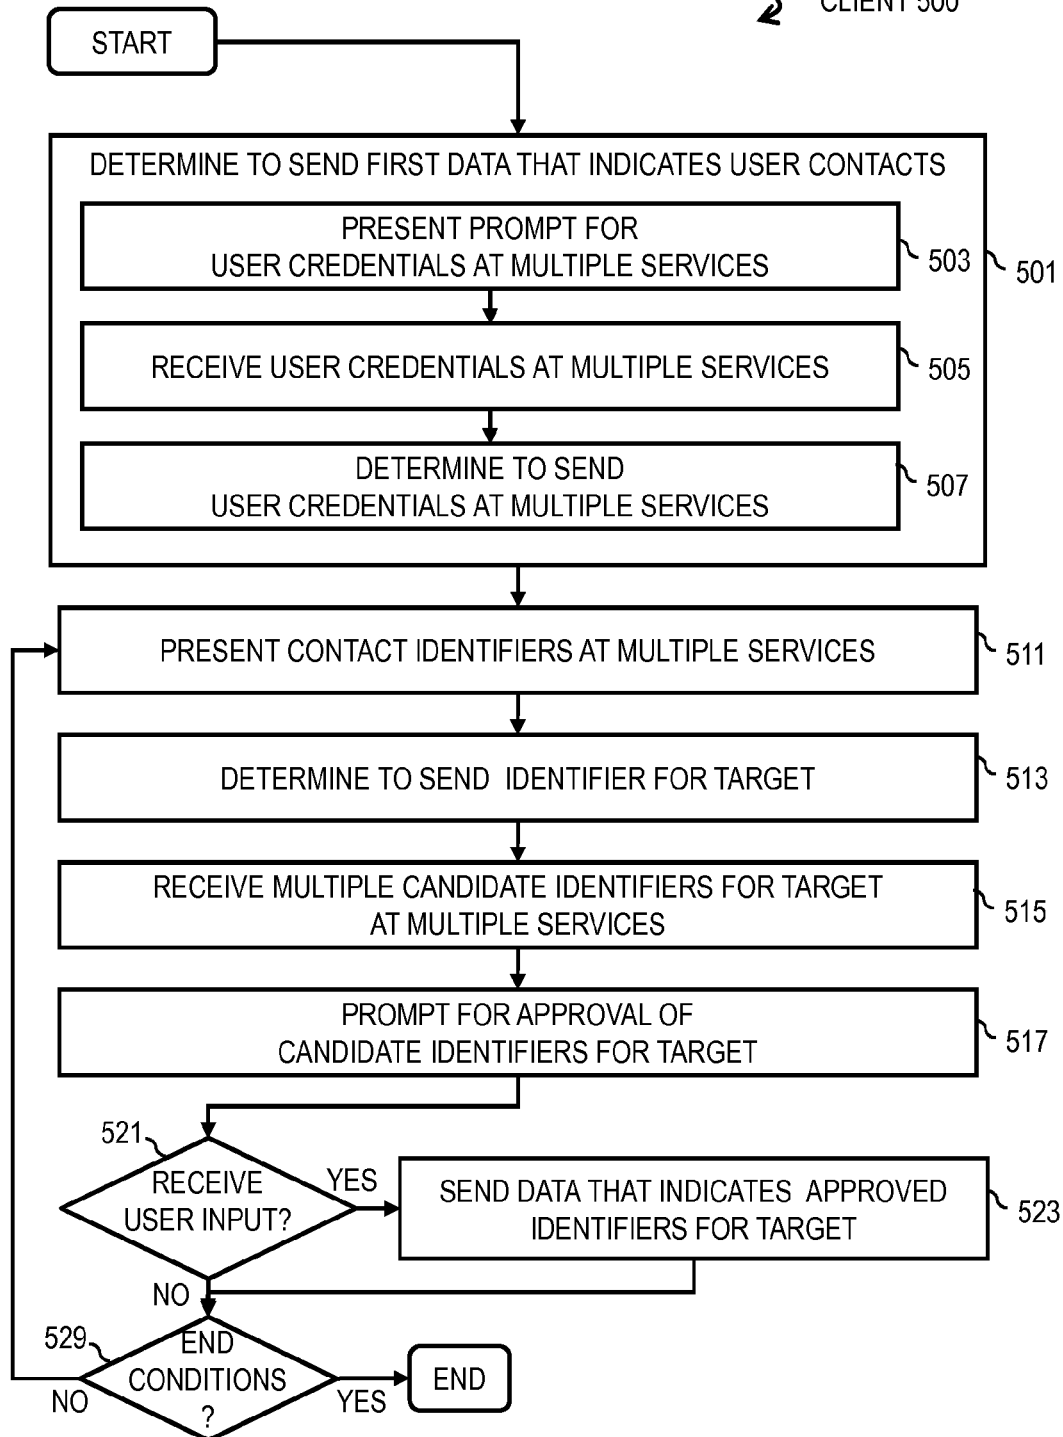 CLIENT 500
START
DETERMINE TO SEND FIRST DATA THAT INDICATES USER CONTACTS
PRESENT PROMPT FOR
USER CREDENTIALS AT MULTIPLE SERVICES
503
501
RECEIVE USER CREDENTIALS AT MULTIPLE SERVICES
505
DETERMINE TO SEND
USER CREDENTIALS AT MULTIPLE SERVICES
507
PRESENT CONTACT IDENTIFIERS AT MULTIPLE SERVICES
511
DETERMINE TO SEND IDENTIFIER FOR TARGET
513
RECEIVE MULTIPLE CANDIDATE IDENTIFIERS FOR TARGET
AT MULTIPLE SERVICES
515
PROMPT FOR APPROVAL OF
CANDIDATE IDENTIFIERS FOR TARGET
517
521
RECEIVE
USER INPUT?
YES
SEND DATA THAT INDICATES APPROVED
IDENTIFIERS FOR TARGET
523
NO
529
END
CONDITIONS
?
NO
YES
END